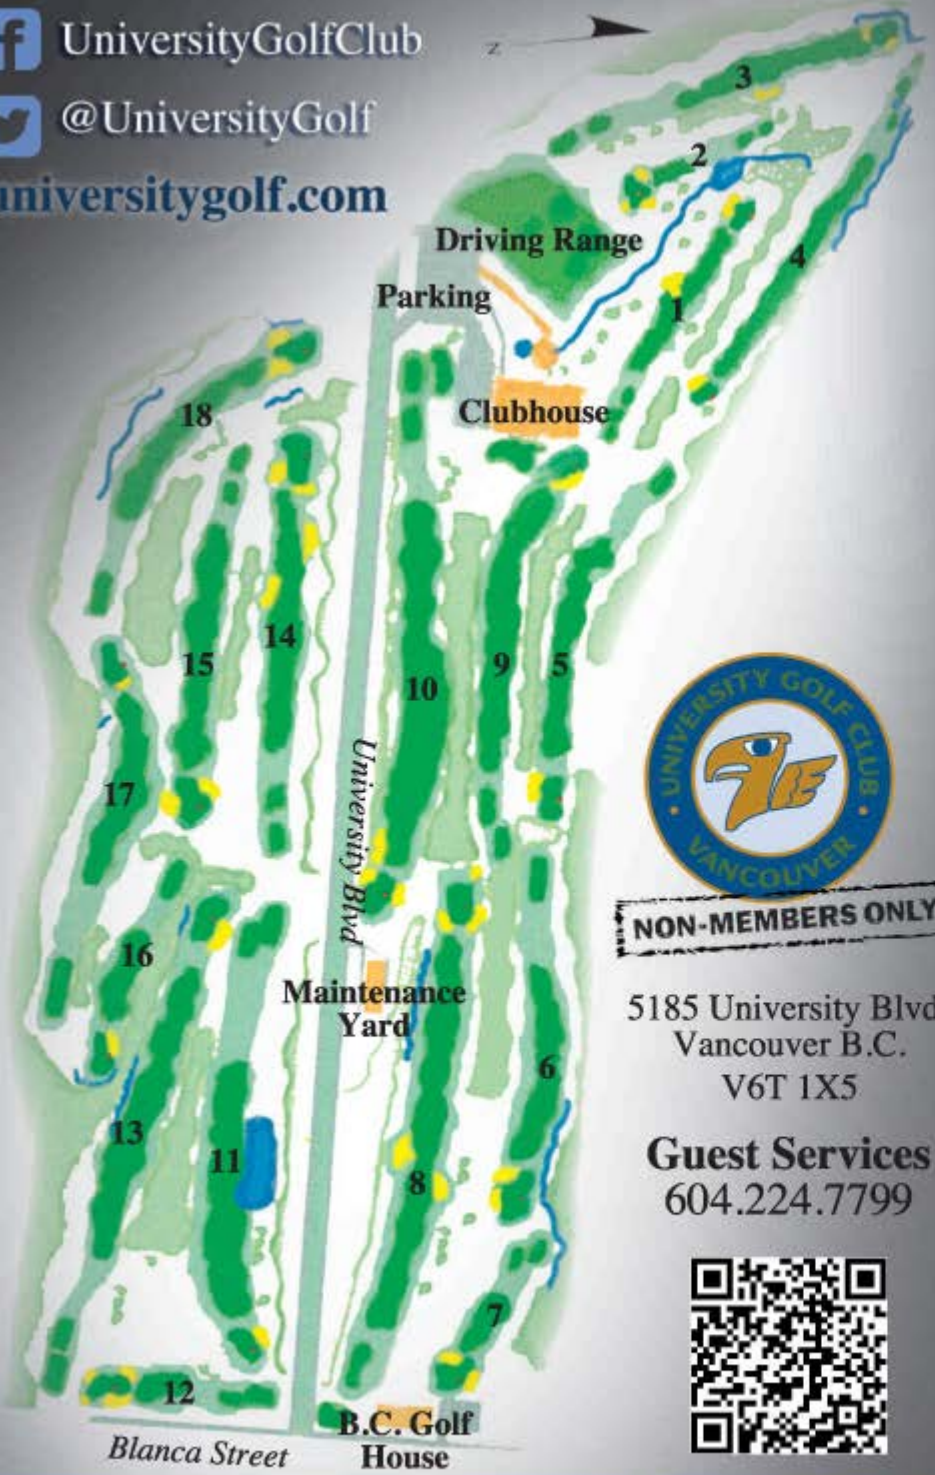 UniversityGolfClub
@UniversityGolf
universitygolf.com
z
3
2
Driving Range
4
Parking
1
Clubhouse
18
14
15
9
5
10
17
University Blvd
UNIVERSITY GOLF CLUB
VANCOUVER
NON-MEMBERS ONLY
16
Maintenance
Yard
5185 University Blvd
Vancouver B.C.
V6T 1X5
6
13
11
8
Guest Services
604.224.7799
7
12
B.C. Golf
House
Blanca Street